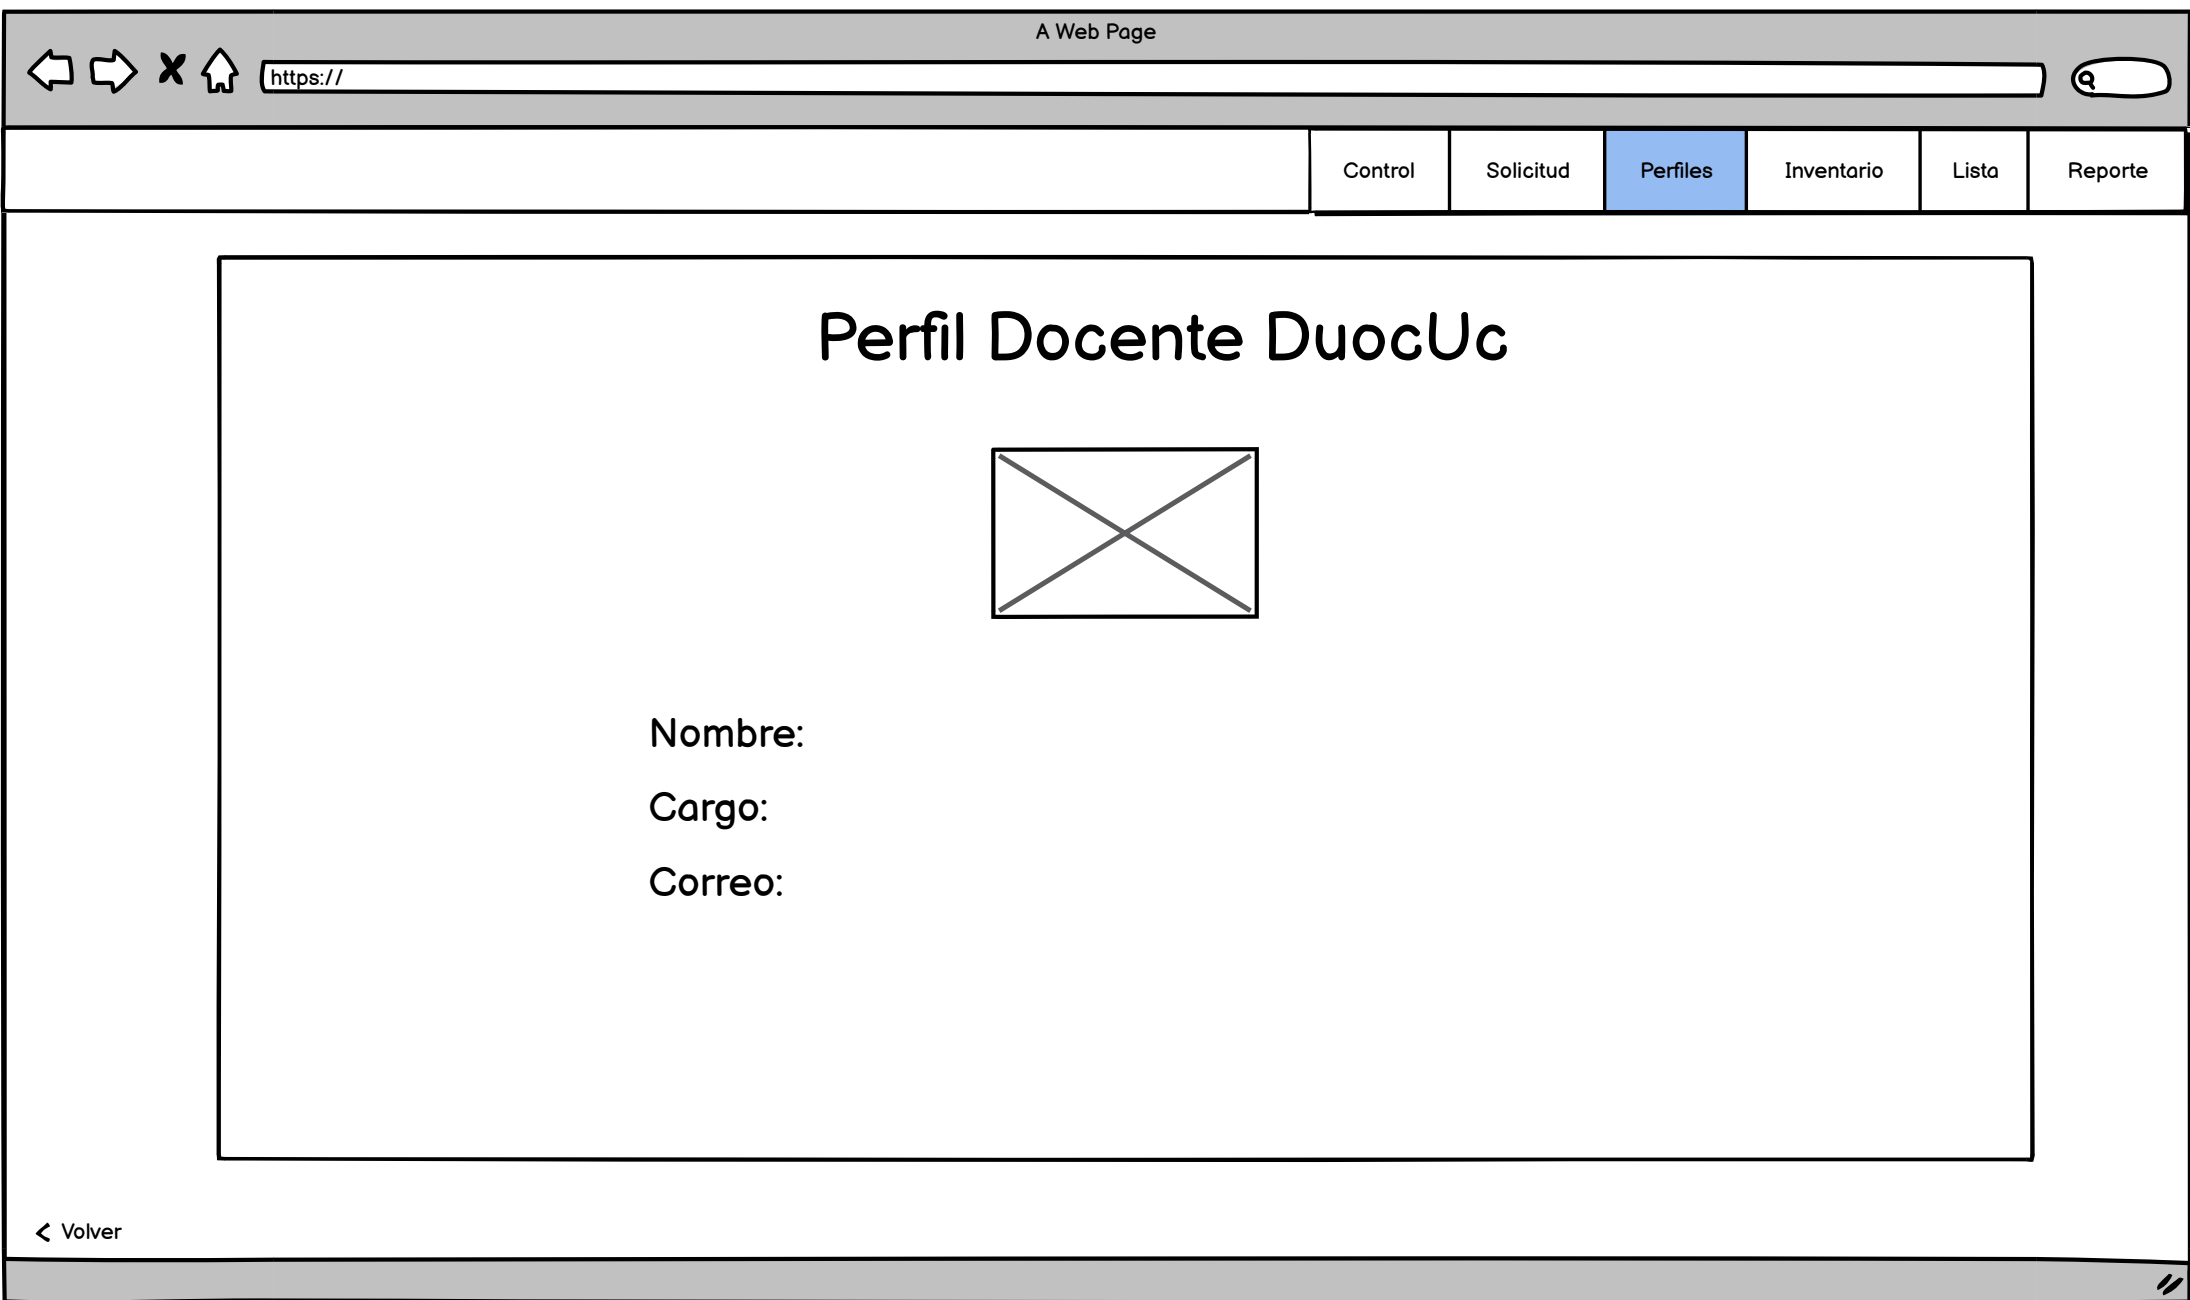 A Web Page
https://
Control Solicitud Perfiles Inventario Lista Reporte
Perfil Docente DuocUc
Nombre:
Cargo:
Correo:
Volver